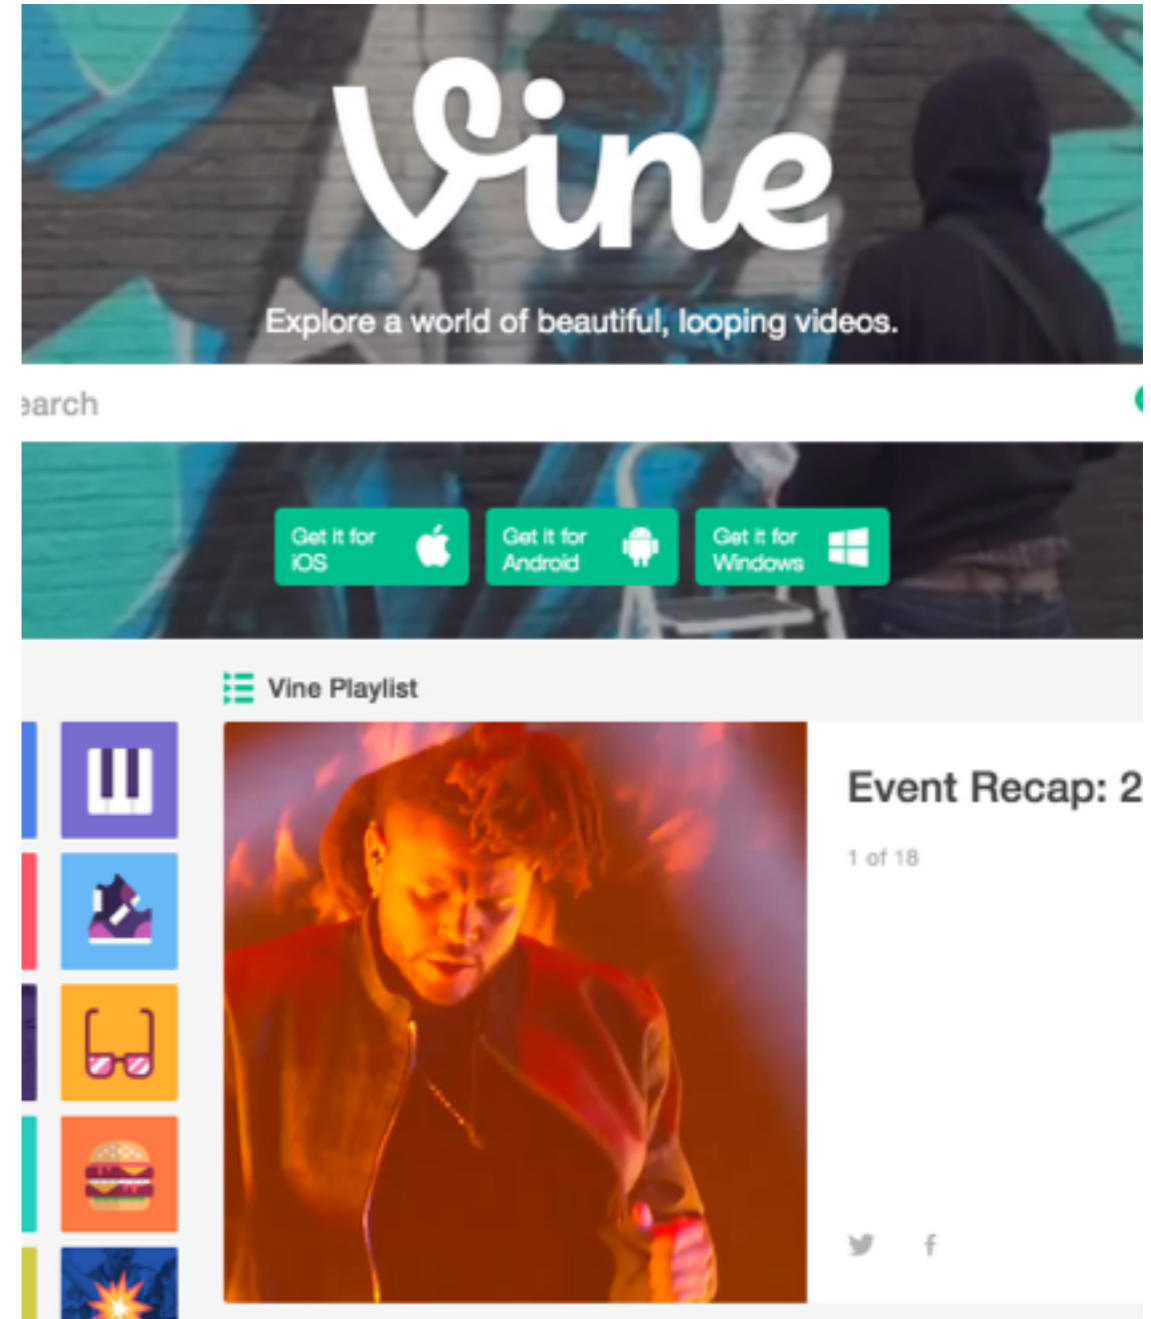 Vine
Explore a world of beautiful, looping videos.
earch
Get it for
iOS
Get it for
Android
Get it for
Windows
Vine Playlist
Event Recap: 2
1 of 18